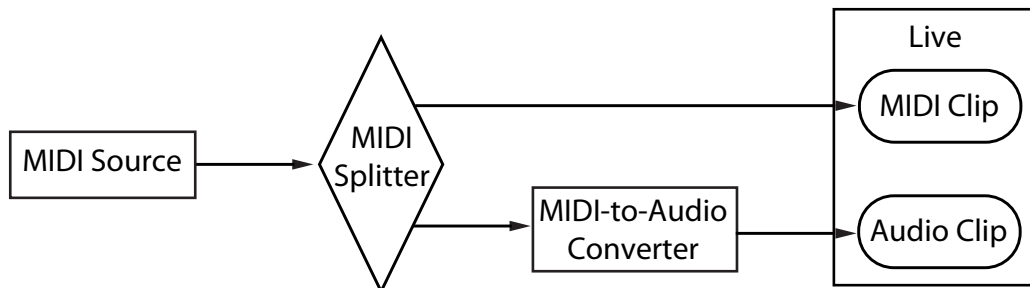 Live
MIDI Clip
MIDI Source
MIDI
Splitter
MIDI-to-Audio
Converter
Audio Clip